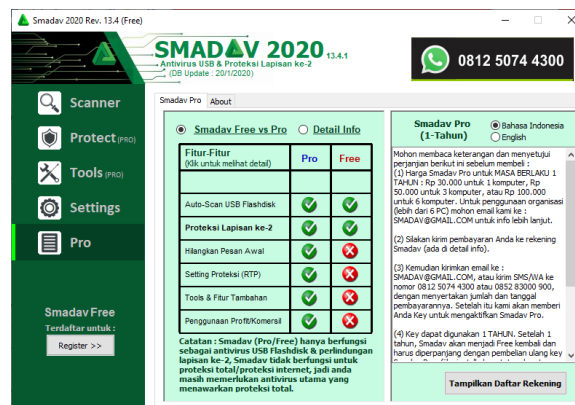 Smadav 2020 Rev. 13.4 (Free)
SMADAV 2020 13.4.1
Antivirus USB & Proteksi Lapisan ke-2
(DB Update : 20/1/2020)
0812 5074 4300
Scanner
Protect (PRO)
Tools (PRO)
Settings
Pro
Smadav Free
Terdaftar untuk :
Register >>
Smadav Pro About
Smadav Free vs Pro Detail Info
Fitur-Fitur
(Klik untuk melihat detail)
Pro Free
Auto-Scan USB Flashdisk
Proteksi Lapisan ke-2
Hilangkan Pesan Awal
Setting Proteksi (RTP)
Tools & Fitur Tambahan
Penggunaan Profit/Komersil
Catatan : Smadav (Pro/Free) hanya berfungsi
sebagai antivirus USB Flashdisk & perlindungan
lapisan ke-2, Smadav tidak berfungsi untuk
proteksi total/proteksi internet, jadi anda
masih memerlukan antivirus utama yang
menawarkan proteksi total.
Smadav Pro
(1-Tahun)
Bahasa Indonesia
English
Mohon membaca keterangan dan menyetujui
perjanjian berikut ini sebelum membeli :
(1) Harga Smadav Pro untuk MASA BERLAKU 1
TAHUN : Rp 30.000 untuk 1 komputer, Rp
50.000 untuk 3 komputer, atau Rp 100.000
untuk 6 komputer. Untuk penggunaan organisasi
(lebih dari 6 PC) mohon email kami ke :
SMADAV@GMAIL.COM untuk info lebih lanjut.
(2) Silakan kirim pembayaran Anda ke rekening
Smadav (ada di detail info).
(3) Kemudian kirimkan email ke :
SMADAV@GMAIL.COM, atau kirim SMS/WA ke
nomor 0812 5074 4300 atau 0852 83000 900,
dengan menyertakan jumlah dan tanggal
pembayarannya. Setelah itu kami akan memberi
Anda Key untuk mengaktifkan Smadav Pro.
(4) Key dapat digunakan 1 TAHUN. Setelah 1
tahun, Smadav akan menjadi Free kembali dan
harus diperpanjang dengan pembelian ulang key
Tampilkan Daftar Rekening